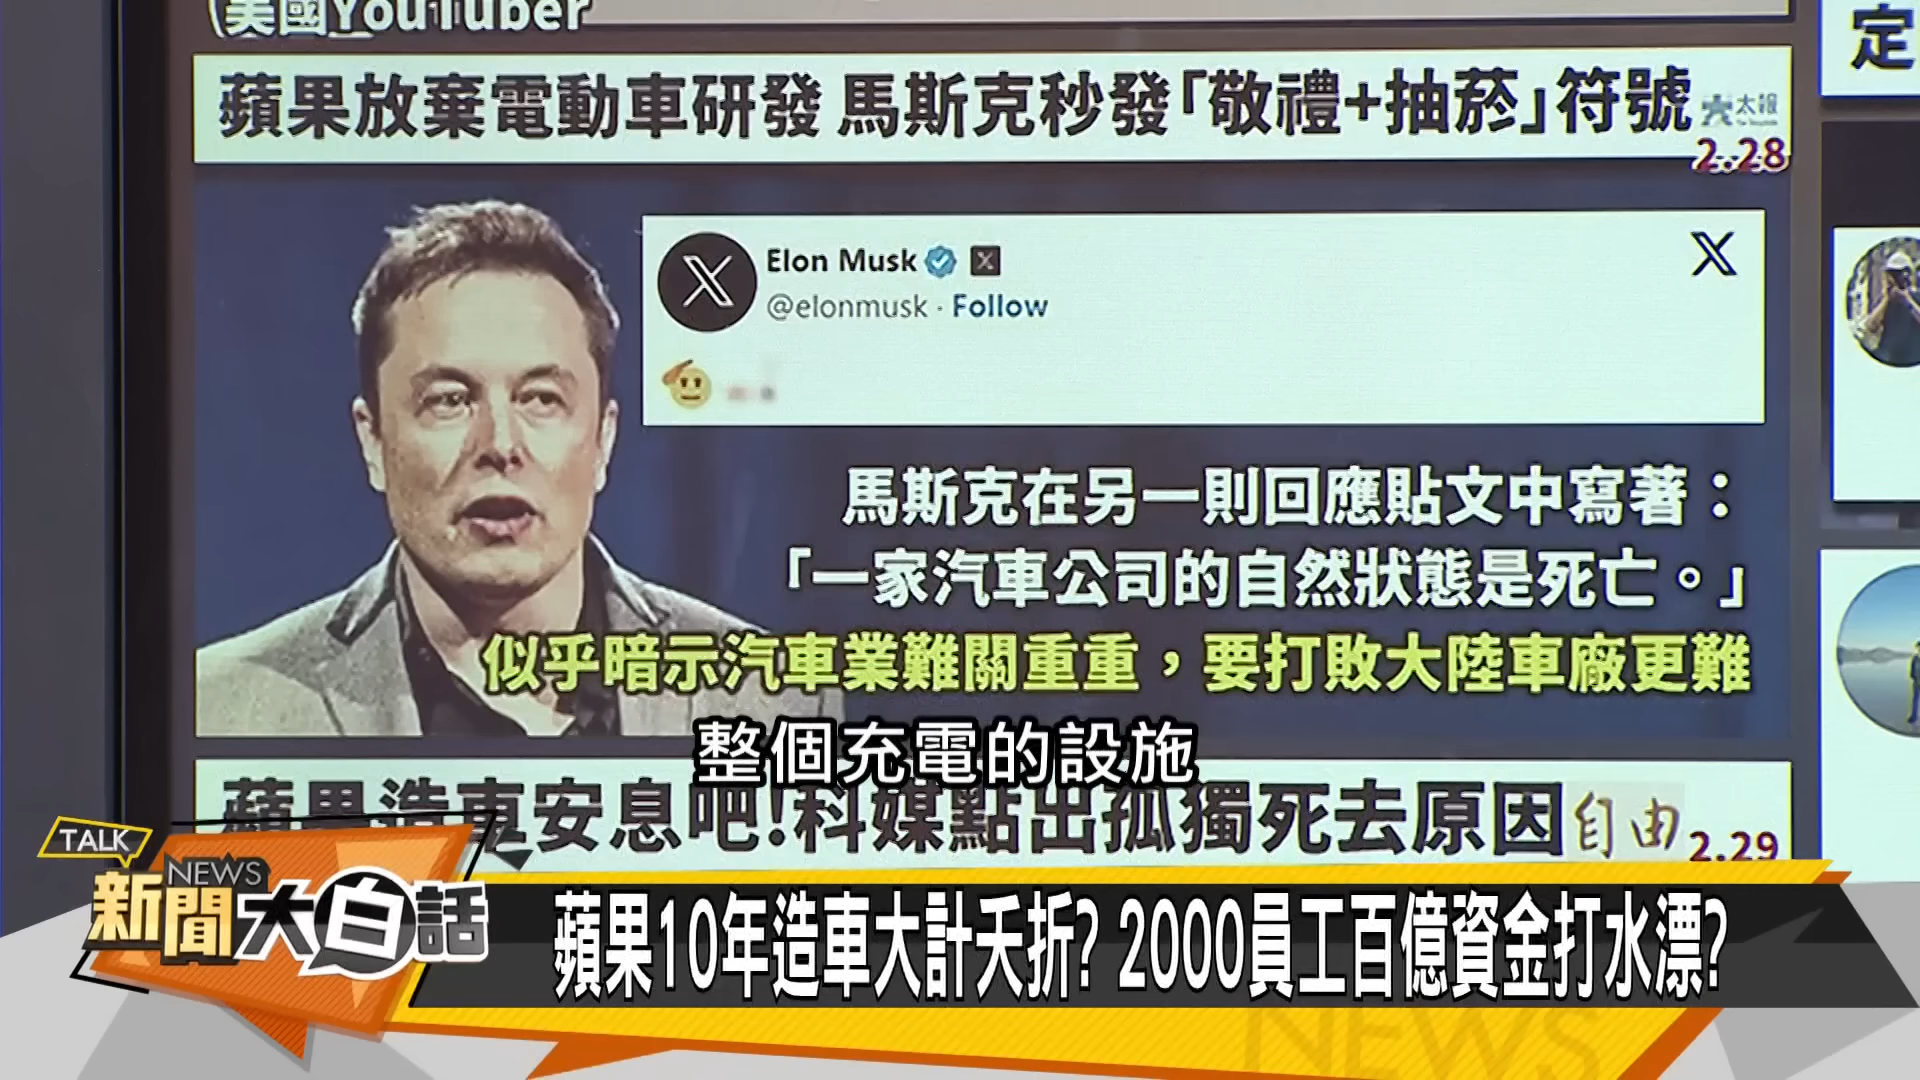 (美國YouTuber
蘋果放棄電動車研發 馬斯克秒發「敬禮+抽菸」符號
太報
2.28
定
Elon Musk
@elonmusk · Follow
馬斯克在另一則回應貼文中寫著：
「一家汽車公司的自然狀態是死亡。」
似乎暗示汽車業難關重重，要打敗大陸車廠更難
整個充電的設施
蘋果造車安息吧!科媒點出孤獨死去原因
自由
2.29
TALK
NEWS
新聞大白話
蘋果10年造車大計夭折? 2000員工百億資金打水漂?
NEWS